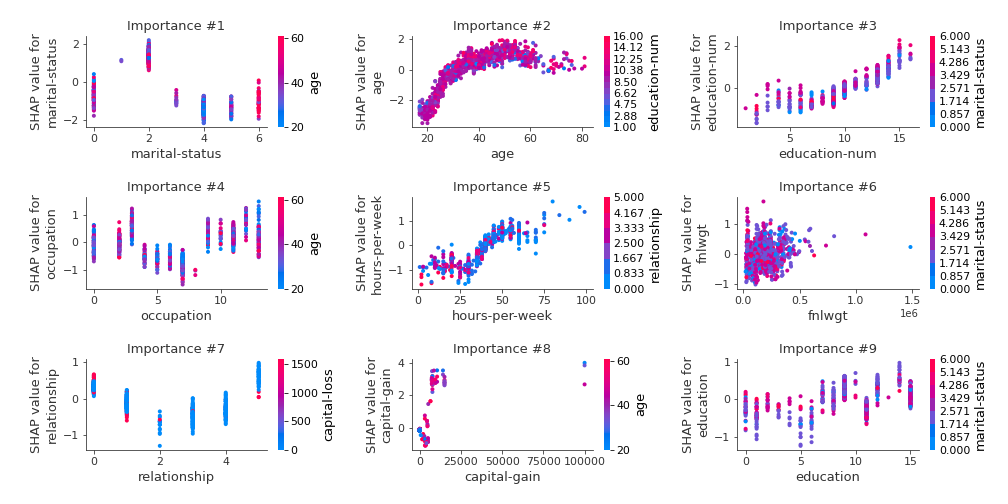 Importance #1
SHAP value for
marital-status
2
0
−2
0
2
4
6
marital-status
60
40
20
age
Importance #2
SHAP value for
age
2
0
−2
20
40
60
80
age
16.00
14.12
12.25
10.38
8.50
6.62
4.75
2.88
1.00
education-num
Importance #3
SHAP value for
education-num
2
0
5
10
15
education-num
6.000
5.143
4.286
3.429
2.571
1.714
0.857
0.000
marital-status
Importance #4
SHAP value for
occupation
1
0
−1
0
5
10
occupation
60
40
20
age
Importance #5
SHAP value for
hours-per-week
1
0
−1
0
25
50
75
100
hours-per-week
5.000
4.167
3.333
2.500
1.667
0.833
0.000
relationship
Importance #6
SHAP value for
fnlwgt
1
0
−1
0.0
0.5
1.0
1.5
1e6
fnlwgt
6.000
5.143
4.286
3.429
2.571
1.714
0.857
0.000
marital-status
Importance #7
SHAP value for
relationship
1
0
−1
0
2
4
relationship
1500
1000
500
0
capital-loss
Importance #8
SHAP value for
capital-gain
4
2
0
0
25000
50000
75000
100000
capital-gain
60
40
20
age
Importance #9
SHAP value for
education
1
0
−1
0
5
10
15
education
6.000
5.143
4.286
3.429
2.571
1.714
0.857
0.000
marital-status